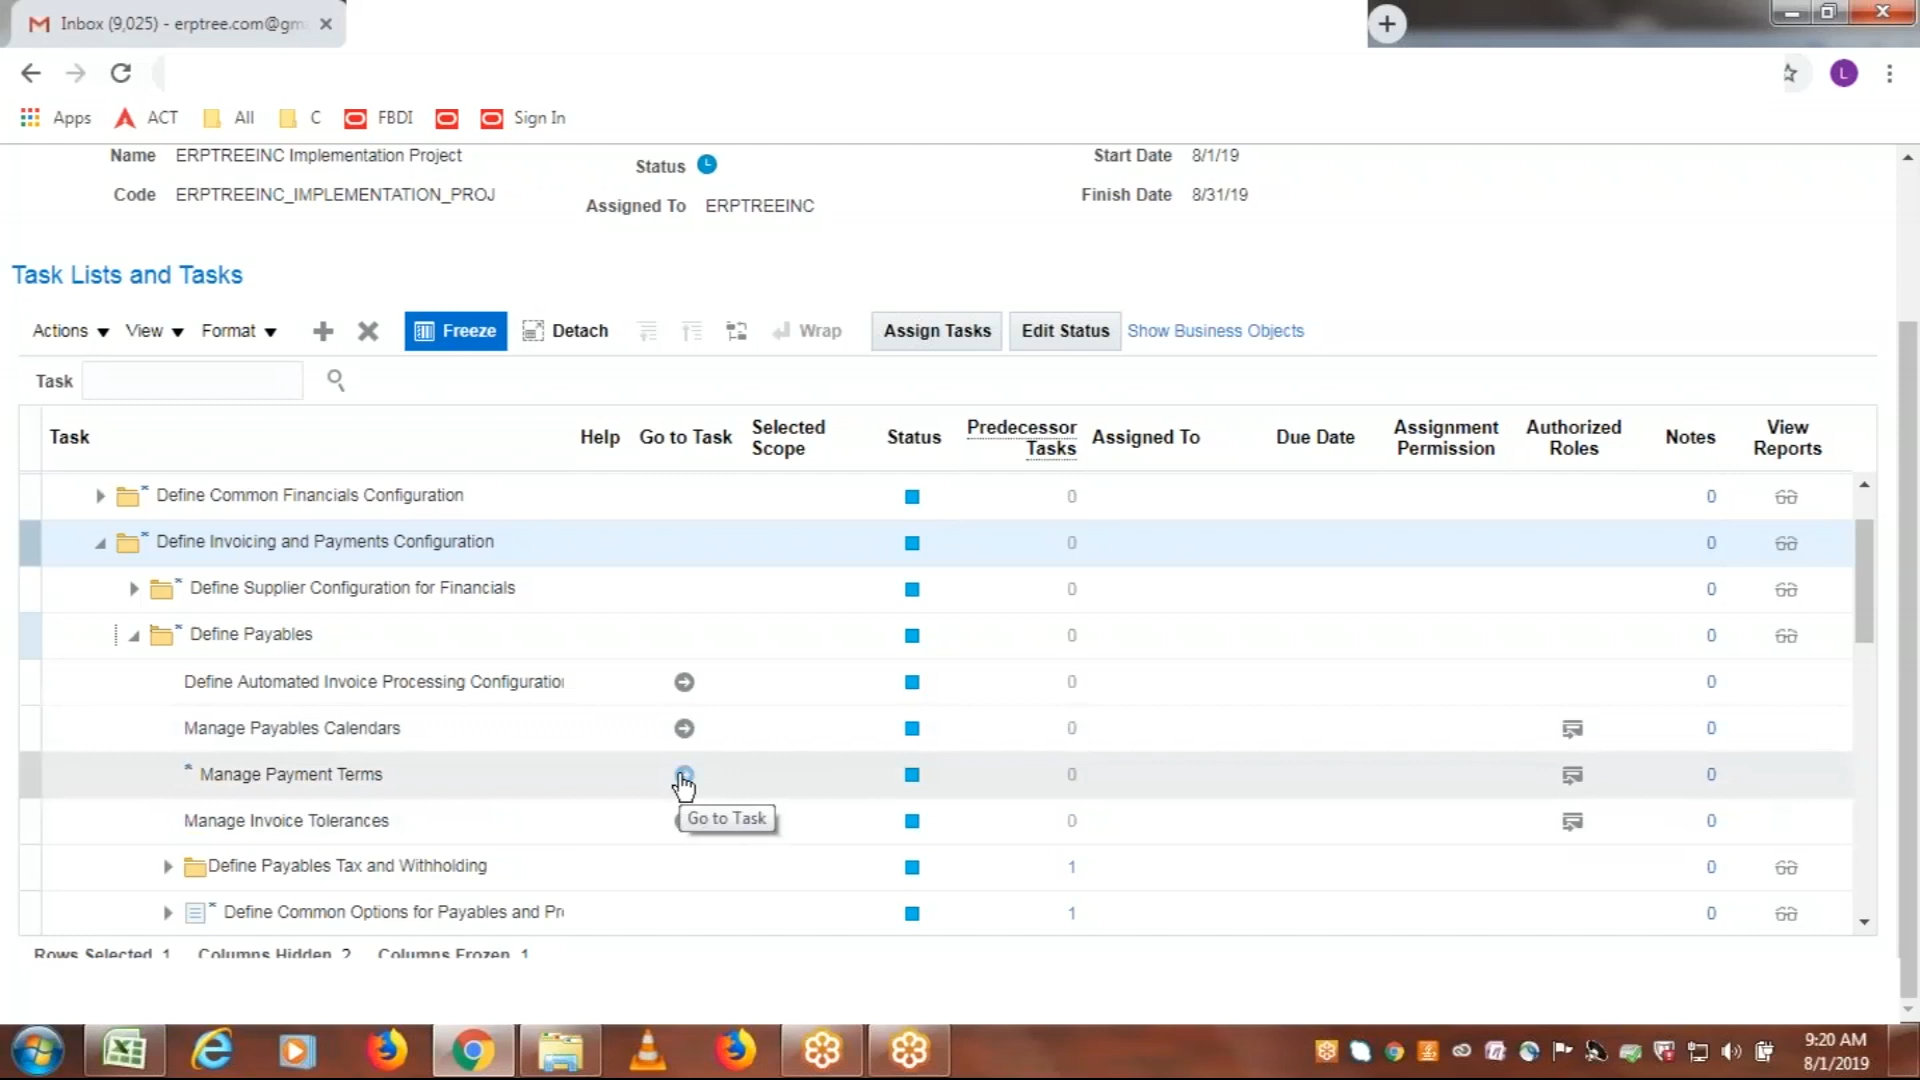 Inbox (9,025) - erptree.com@gm
L
Apps ACT All C FBDI Sign In
Name ERPTREEINC Implementation Project Status Start Date 8/1/19
Code ERPTREEINC_IMPLEMENTATION_PROJ Assigned To ERPTREEINC Finish Date 8/31/19
Task Lists and Tasks
Actions View Format Freeze Detach Wrap Assign Tasks Edit Status Show Business Objects
Task
Task Help Go to Task Selected Scope Status Predecessor Tasks Assigned To Due Date Assignment Permission Authorized Roles Notes View Reports
Define Common Financials Configuration 0 0
Define Invoicing and Payments Configuration 0 0
Define Supplier Configuration for Financials 0 0
Define Payables 0 0
Define Automated Invoice Processing Configuration 0 0
Manage Payables Calendars 0 0
* Manage Payment Terms 0 0
Go to Task
Manage Invoice Tolerances 0 0
Define Payables Tax and Withholding 1 0
Define Common Options for Payables and Pr 1 0
Rows Selected 1 Columns Hidden 2 Columns Frozen 1
9:20 AM
8/1/2019